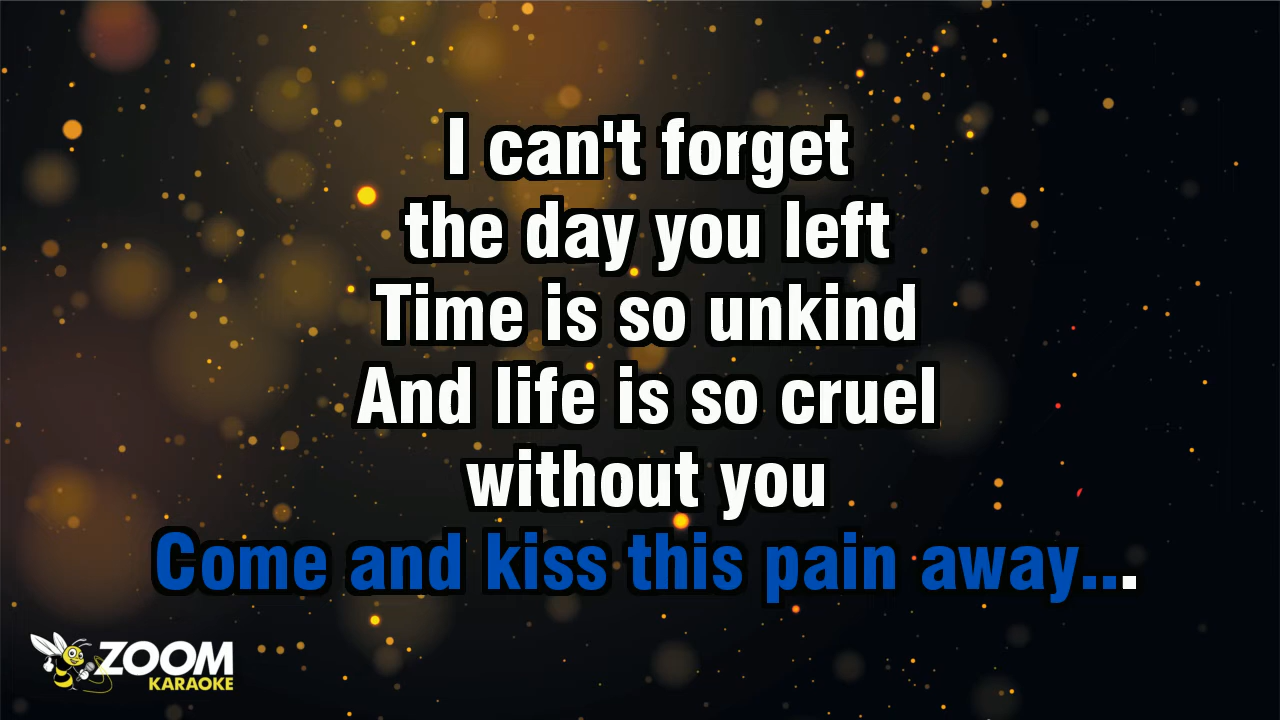 I can't forget
the day you left
Time is so unkind
And life is so cruel
without you
Come and kiss this pain away...
ZOOM
KARAOKE